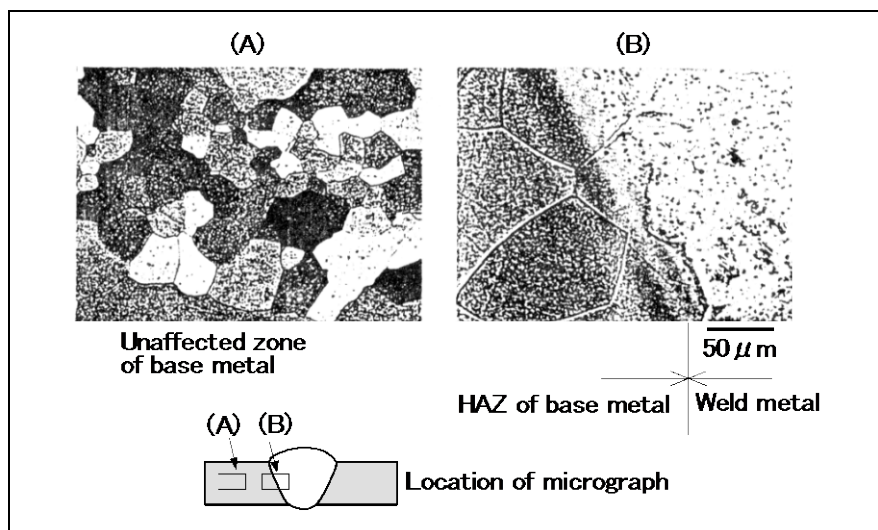 (A)
(B)
Unaffected zone
of base metal
50 μm
HAZ of base metal
Weld metal
(A) (B)
Location of micrograph